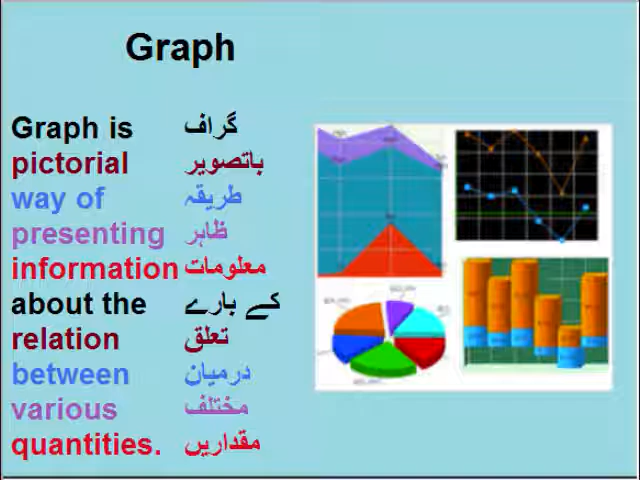 Graph
Graph is گراف
pictorial باتصویر
way of طریقہ
presenting ظاہر
information معلومات
about the کے بارے
relation تعلق
between درمیان
various مختلف
quantities. مقداریں